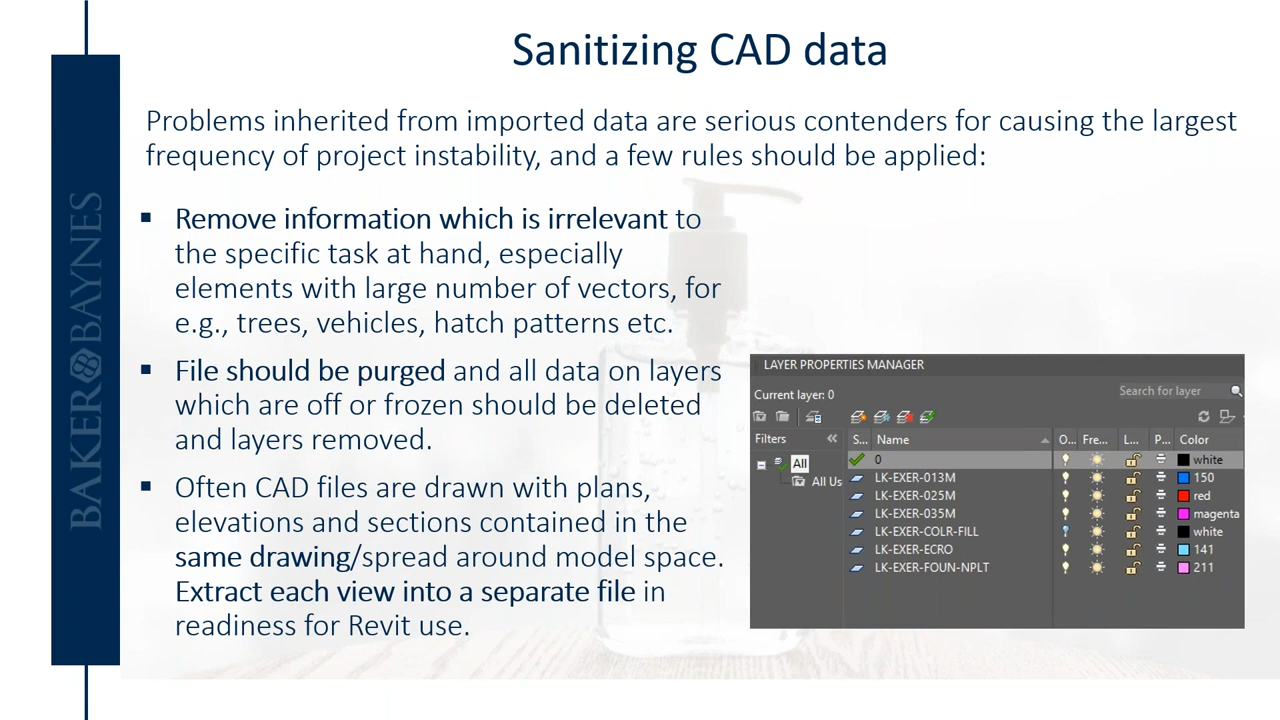 Sanitizing CAD data
Problems inherited from imported data are serious contenders for causing the largest
frequency of project instability, and a few rules should be applied:
▪ Remove information which is irrelevant to
the specific task at hand, especially
elements with large number of vectors, for
e.g., trees, vehicles, hatch patterns etc.
▪ File should be purged and all data on layers
which are off or frozen should be deleted
and layers removed.
▪ Often CAD files are drawn with plans,
elevations and sections contained in the
same drawing/spread around model space.
Extract each view into a separate file in
readiness for Revit use.
BAKER BAYNES
LAYER PROPERTIES MANAGER
Current layer: 0
Search for layer
Filters
All
All Us
S... Name O... Fre... L... P... Color
0 white
LK-EXER-013M 150
LK-EXER-025M red
LK-EXER-035M magenta
LK-EXER-COLR-FILL white
LK-EXER-ECRO 141
LK-EXER-FOUN-NPLT 211